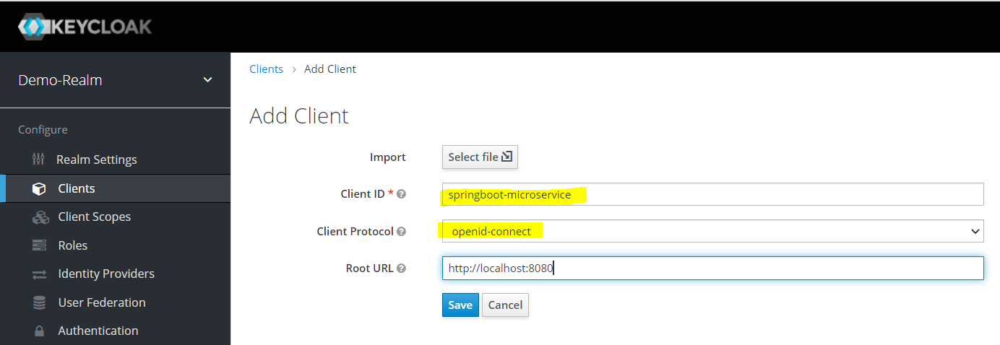 KEYCLOAK
Demo-Realm
Configure
Realm Settings
Clients
Client Scopes
Roles
Identity Providers
User Federation
Authentication
Clients > Add Client
Add Client
Import Select file
Client ID * ? springboot-microservice
Client Protocol ? openid-connect
Root URL ? http://localhost:8080
Save Cancel